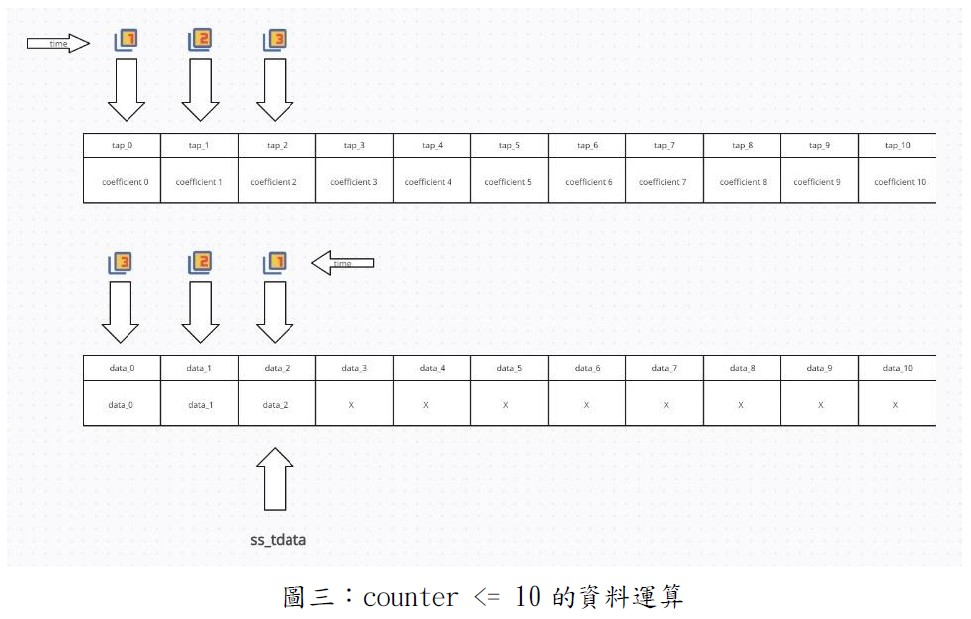 time 1 2 3
tap_0 tap_1 tap_2 tap_3 tap_4 tap_5 tap_6 tap_7 tap_8 tap_9 tap_10
coefficient 0 coefficient 1 coefficient 2 coefficient 3 coefficient 4 coefficient 5 coefficient 6 coefficient 7 coefficient 8 coefficient 9 coefficient 10
3 2 1 time
data_0 data_1 data_2 data_3 data_4 data_5 data_6 data_7 data_8 data_9 data_10
data_0 data_1 data_2 X X X X X X X X
ss_tdata
圖三：counter <= 10 的資料運算